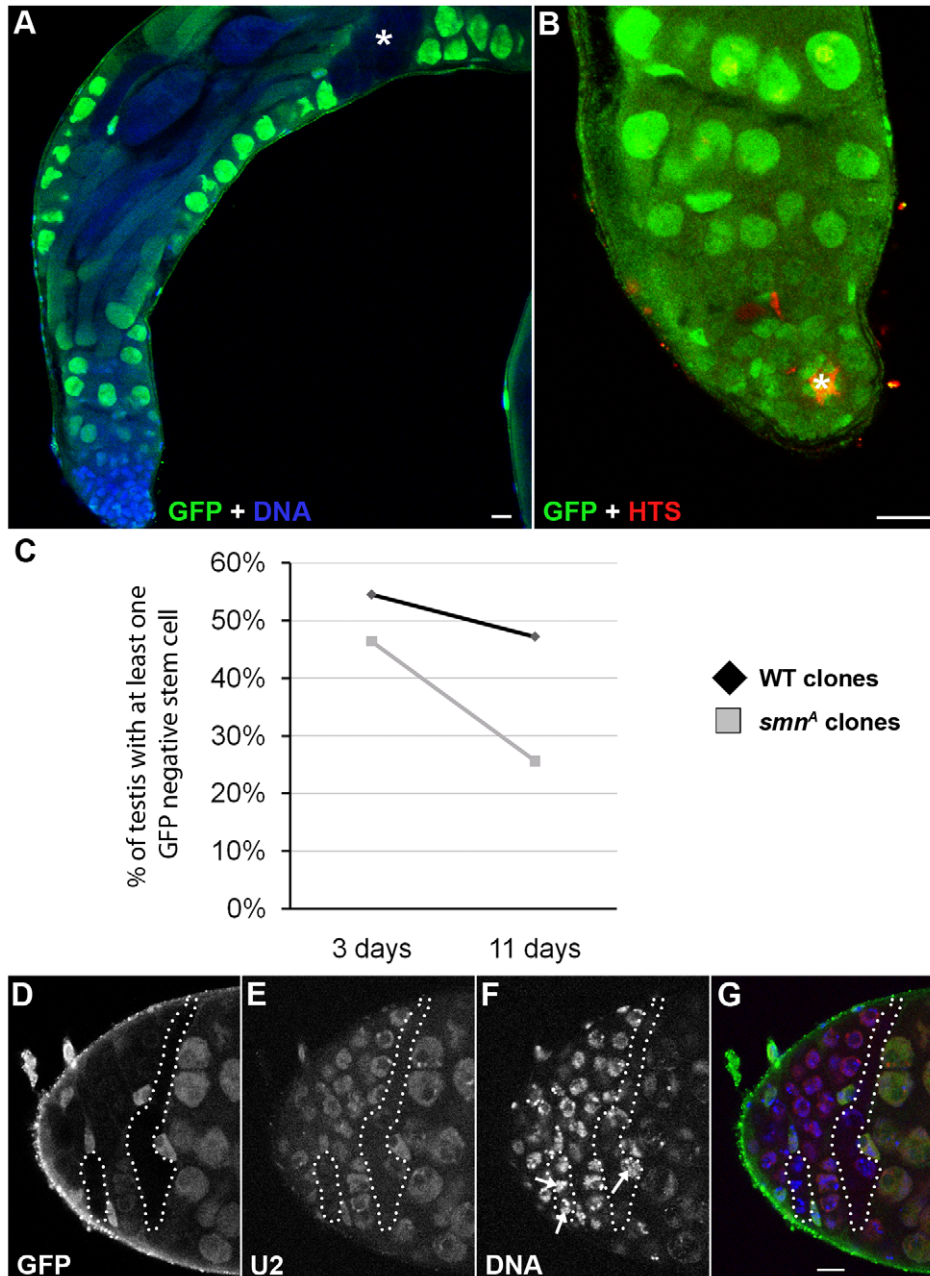 A
*
GFP + DNA
B
*
GFP + HTS
C
% of testis with at least one
GFP negative stem cell
60%
50%
40%
30%
20%
10%
0%
3 days
11 days
WT clones
smnᴬ clones
D
GFP
E
U2
F
DNA
G